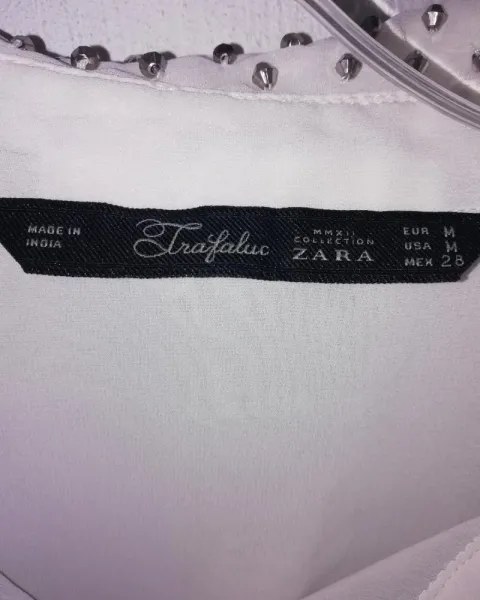 MADE IN
INDIA
Trafaluc
MMXII
COLLECTION
ZARA
EUR M
USA M
MEX 28